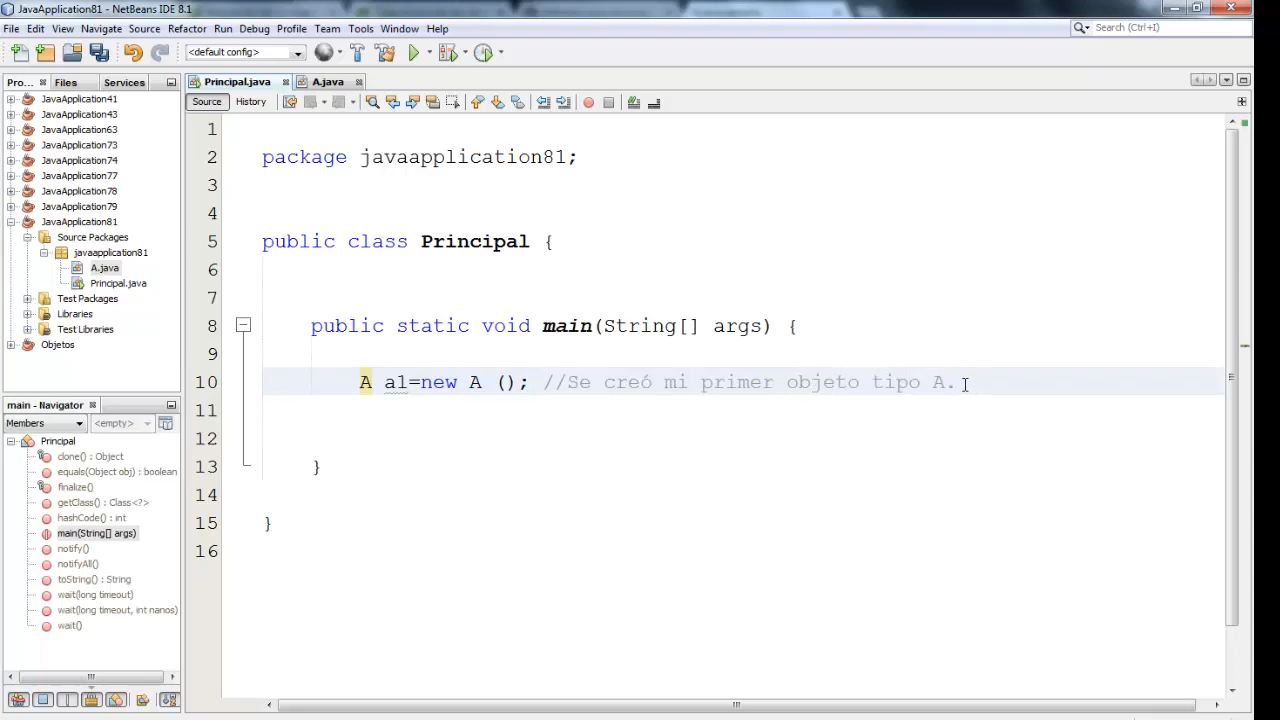 JavaApplication81 - NetBeans IDE 8.1
File Edit View Navigate Source Refactor Run Debug Profile Team Tools Window Help
Search (Ctrl+I)
<default config>
Pro... Files Services
JavaApplication41
JavaApplication43
JavaApplication63
JavaApplication73
JavaApplication74
JavaApplication77
JavaApplication78
JavaApplication79
JavaApplication81
Source Packages
javaapplication81
A.java
Principal.java
Test Packages
Libraries
Test Libraries
Objetos
main - Navigator
Members <empty>
Principal
clone() : Object
equals(Object obj) : boolean
finalize()
getClass() : Class<?>
hashCode() : int
main(String[] args)
notify()
notifyAll()
toString() : String
wait(long timeout)
wait(long timeout, int nanos)
wait()
Principal.java A.java
Source History
1
2 package javaapplication81;
3
4
5 public class Principal {
6
7
8 public static void main(String[] args) {
9
10 A a1=new A (); //Se creó mi primer objeto tipo A.
11
12
13 }
14
15 }
16